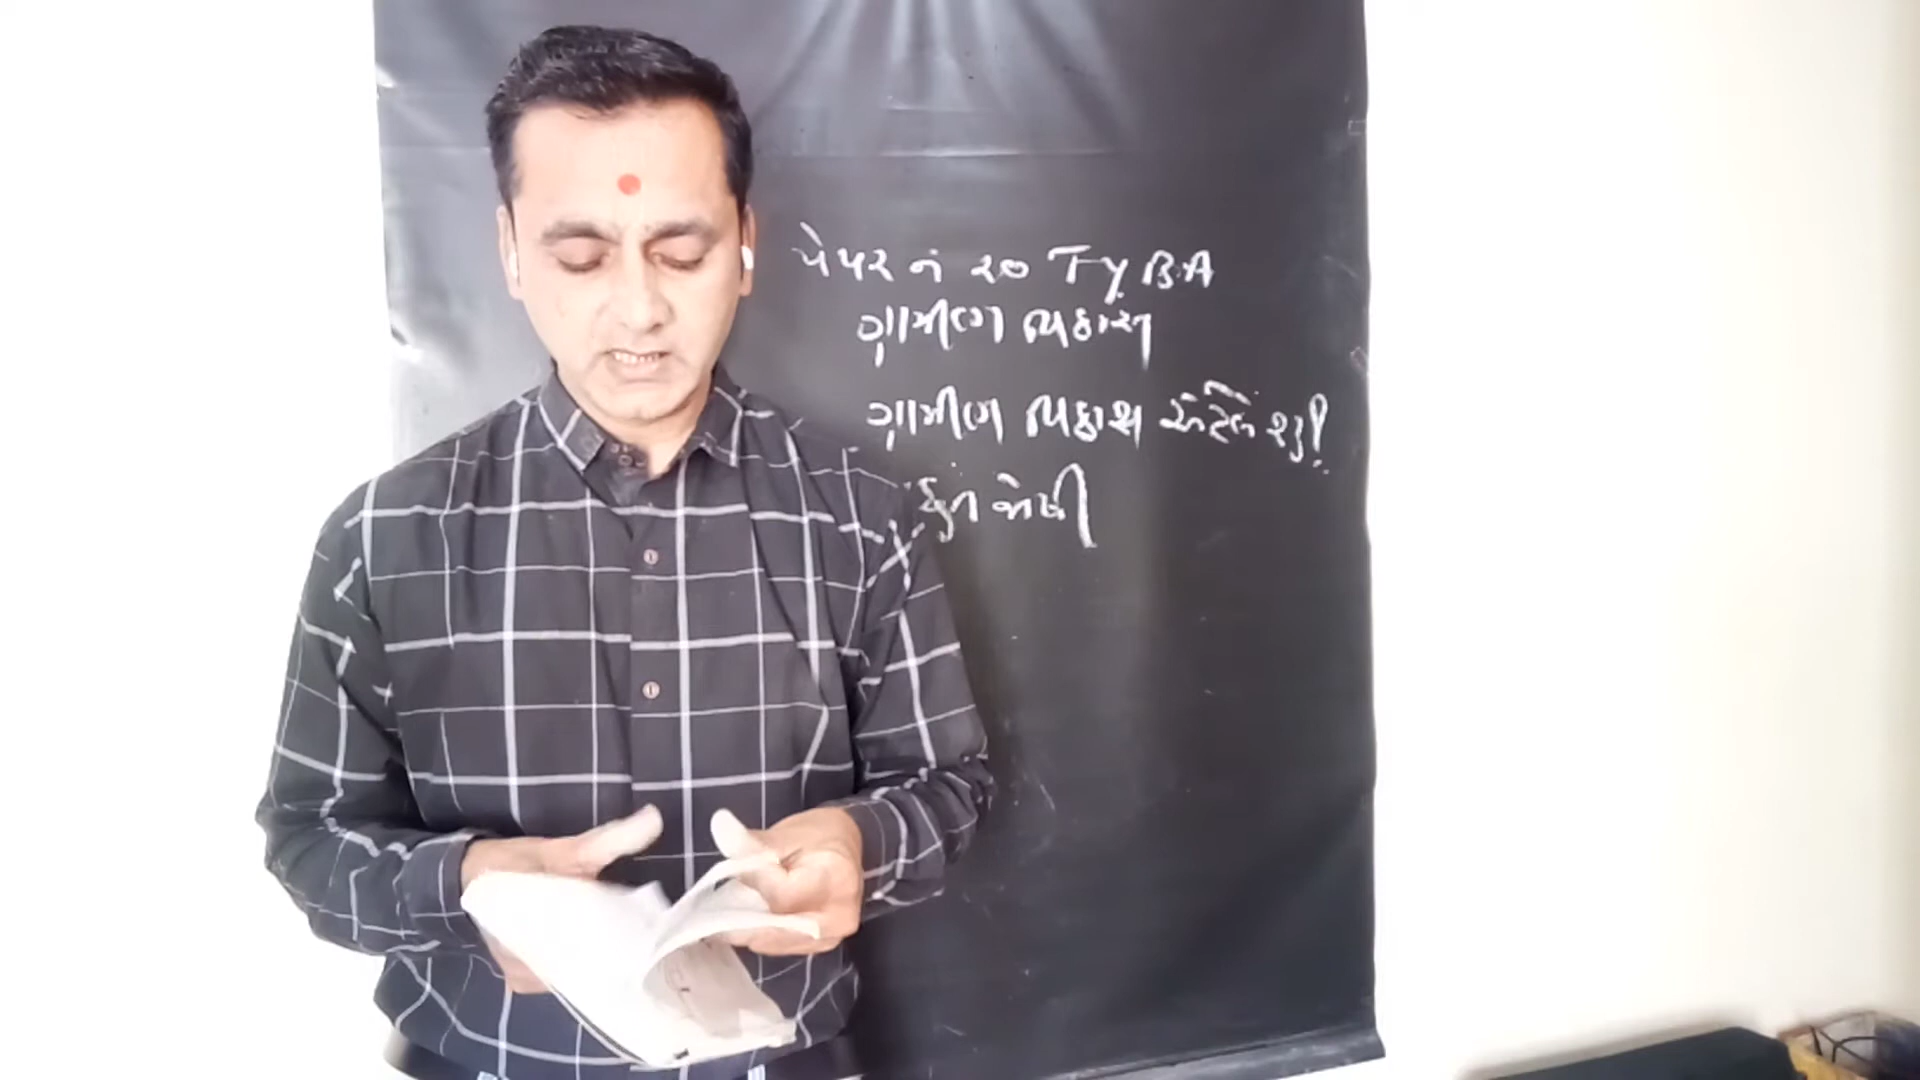 પેપર નં ૨૦ T.Y.B.A
ગ્રામીણ વિકાસ
ગ્રામીણ વિકાસ એટલે શું?
જોષી